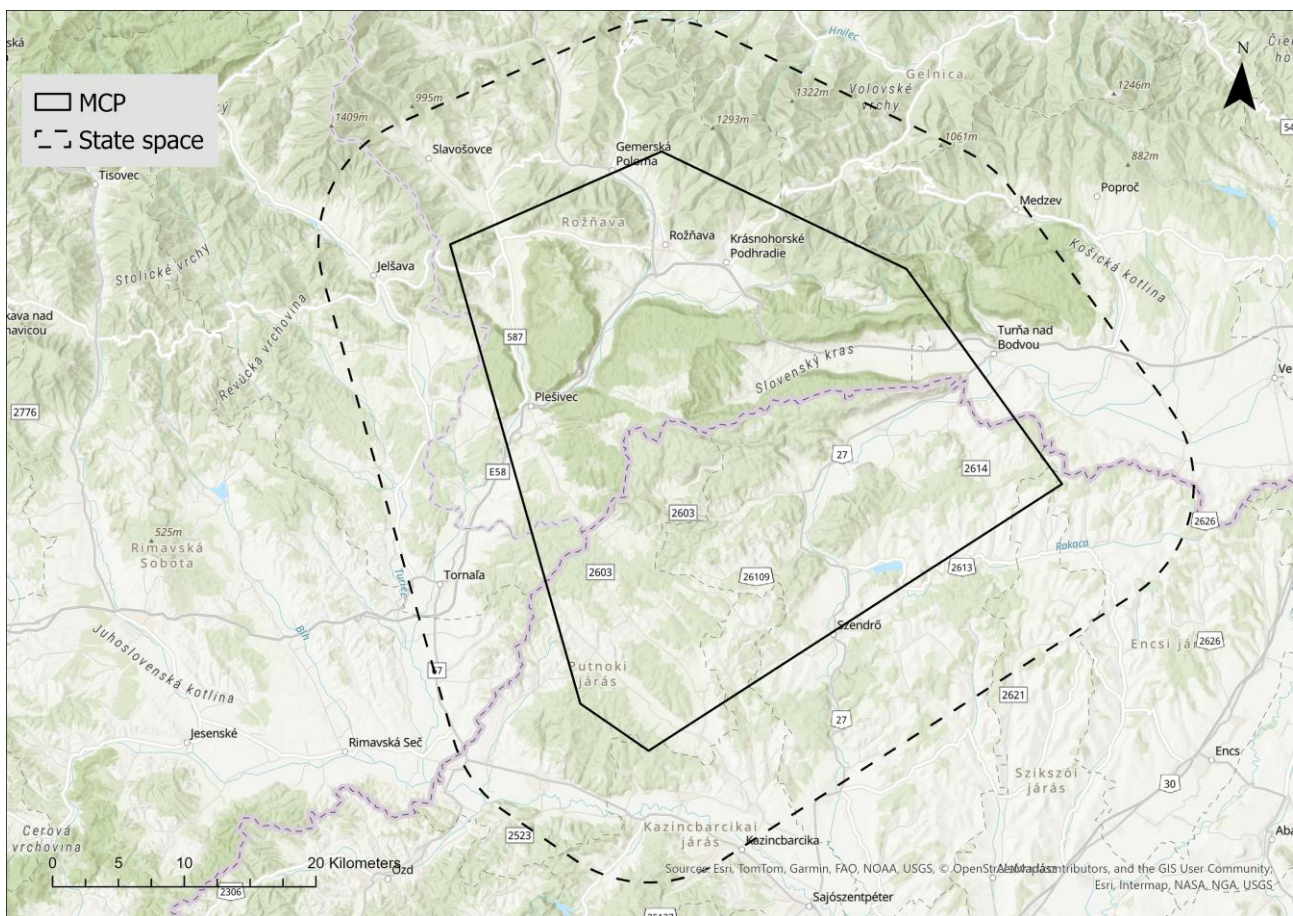 MCP
State space
N
Hnilec
Gelnica
Volovské
vrchy
1322m
1246m
995m
1409m
1293m
1061m
882m
Slavošovce
Gemerská
Poloma
Tisovec
Medzev
Poproč
Rožňava
Rožňava
Krásnohorské
Podhradie
Stolické vrchy
Jelšava
Košická kotlina
Revúcka vrchovina
587
Turňa nad
Bodvou
Slovenský kras
2776
Plešivec
27
E58
2614
2603
2626
525m
Rimavská
Sobota
Rakaca
2603
26109
2613
Tornaľa
Turiec
Blh
Szendrő
Juhoslovenská kotlina
Encsi
2626
67
Putnoki
járás
2621
27
Jesenské
Rimavská Seč
Encs
Szikszói
járás
30
Cerová
vrchovina
2523
Kazincbarcikai
járás
Kazincbarcika
0 5 10 20 Kilometers
Ózd
2306
Sources: Esri, TomTom, Garmin, FAO, NOAA, USGS, © contributors, and the GIS User Community;
Esri, Intermap, NASA, NGA, USGS
Sajószentpéter